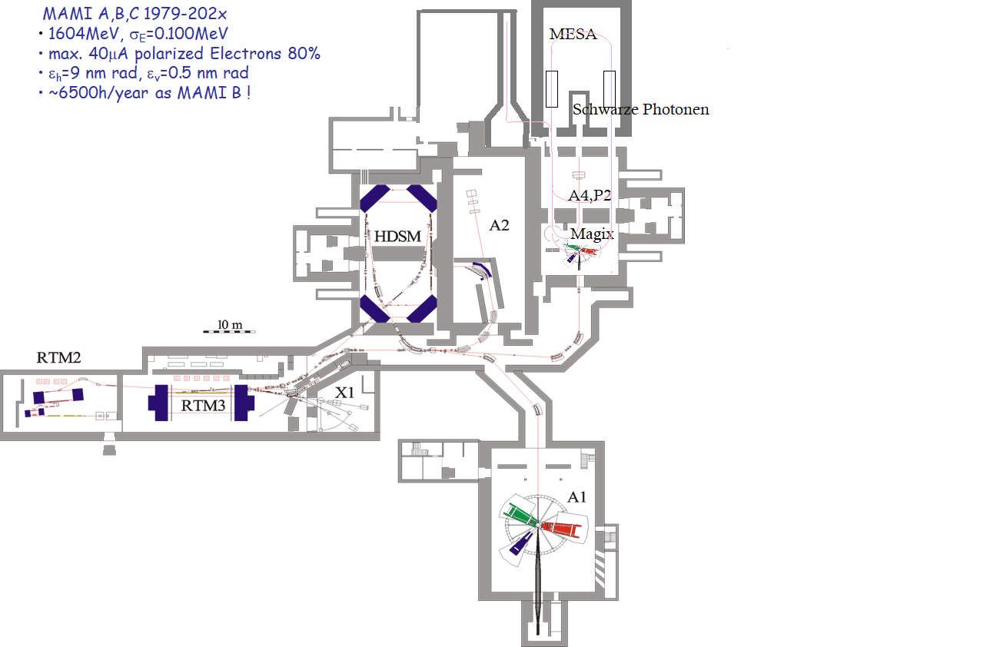 MAMI A,B,C 1979-202x
• 1604MeV, σE=0.100MeV
• max. 40μA polarized Electrons 80%
• εh=9 nm rad, εv=0.5 nm rad
• ~6500h/year as MAMI B !
MESA
Schwarze Photonen
A4,P2
Magix
A2
HDSM
10 m
RTM2
RTM3
X1
A1